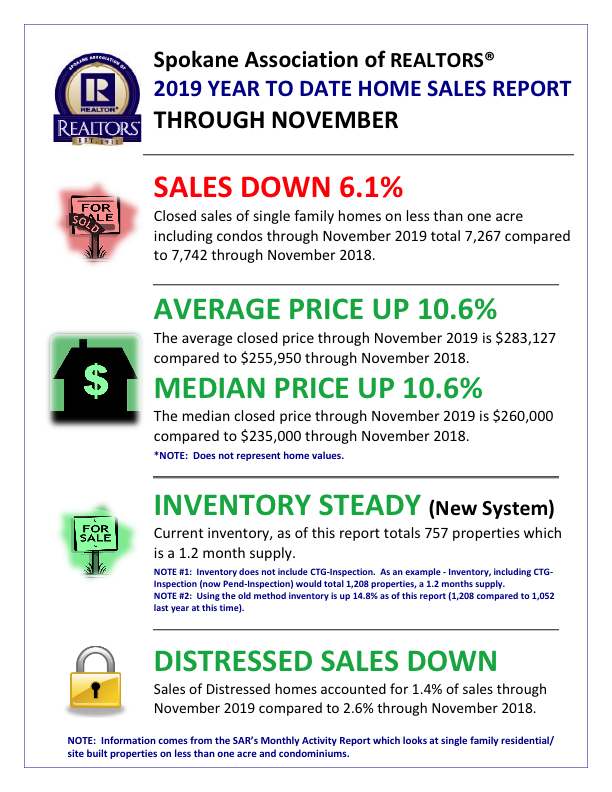 SPOKANE ASSOCIATION OF
R
REALTOR®
REALTORS®
EST. 1911
Spokane Association of REALTORS®
2019 YEAR TO DATE HOME SALES REPORT
THROUGH NOVEMBER
FOR
SALE
SOLD
SALES DOWN 6.1%
Closed sales of single family homes on less than one acre
including condos through November 2019 total 7,267 compared
to 7,742 through November 2018.
AVERAGE PRICE UP 10.6%
The average closed price through November 2019 is $283,127
compared to $255,950 through November 2018.
$
MEDIAN PRICE UP 10.6%
The median closed price through November 2019 is $260,000
compared to $235,000 through November 2018.
*NOTE: Does not represent home values.
FOR
SALE
INVENTORY STEADY (New System)
Current inventory, as of this report totals 757 properties which
is a 1.2 month supply.
NOTE #1: Inventory does not include CTG-Inspection. As an example - Inventory, including CTG-
Inspection (now Pend-Inspection) would total 1,208 properties, a 1.2 months supply.
NOTE #2: Using the old method inventory is up 14.8% as of this report (1,208 compared to 1,052
last year at this time).
DISTRESSED SALES DOWN
Sales of Distressed homes accounted for 1.4% of sales through
November 2019 compared to 2.6% through November 2018.
NOTE: Information comes from the SAR's Monthly Activity Report which looks at single family residential/
site built properties on less than one acre and condominiums.